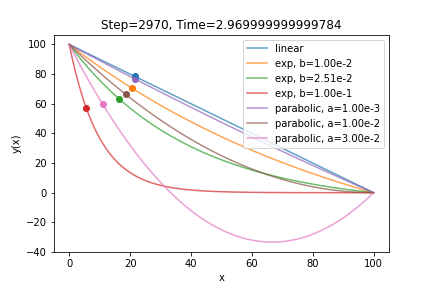 Step=2970, Time=2.969999999999784
linear
exp, b=1.00e-2
exp, b=2.51e-2
exp, b=1.00e-1
parabolic, a=1.00e-3
parabolic, a=1.00e-2
parabolic, a=3.00e-2
y(x)
100
80
60
40
20
0
−20
−40
0
20
40
60
80
100
x